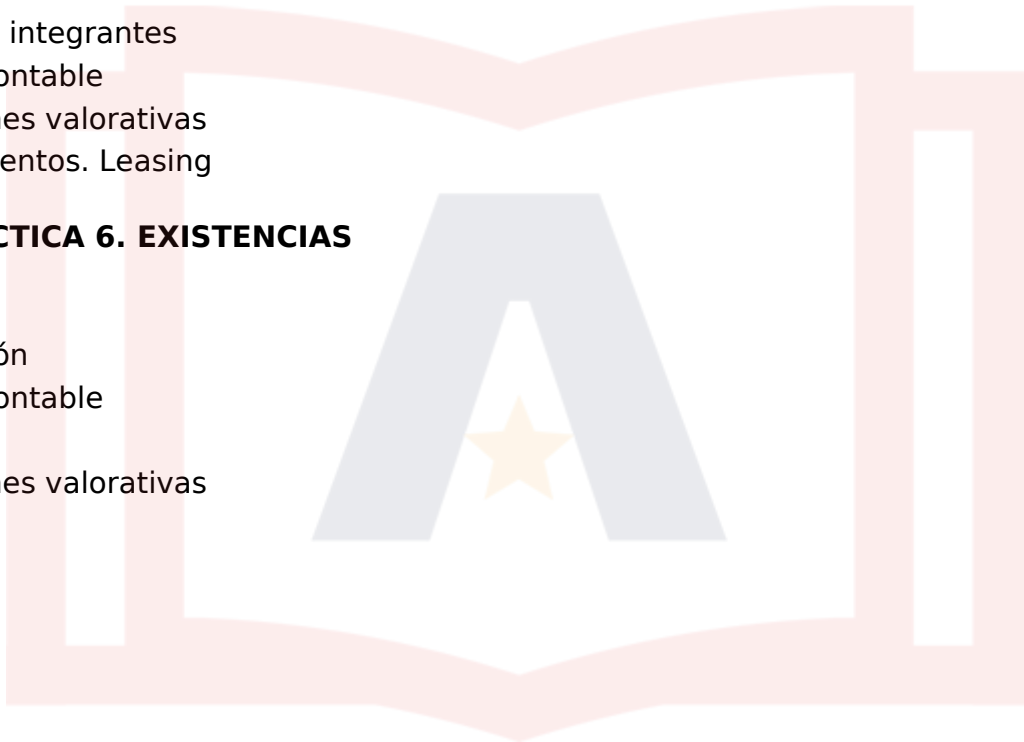 integrantes
ontable
es valorativas
entos. Leasing
CTICA 6. EXISTENCIAS
ón
ontable
es valorativas